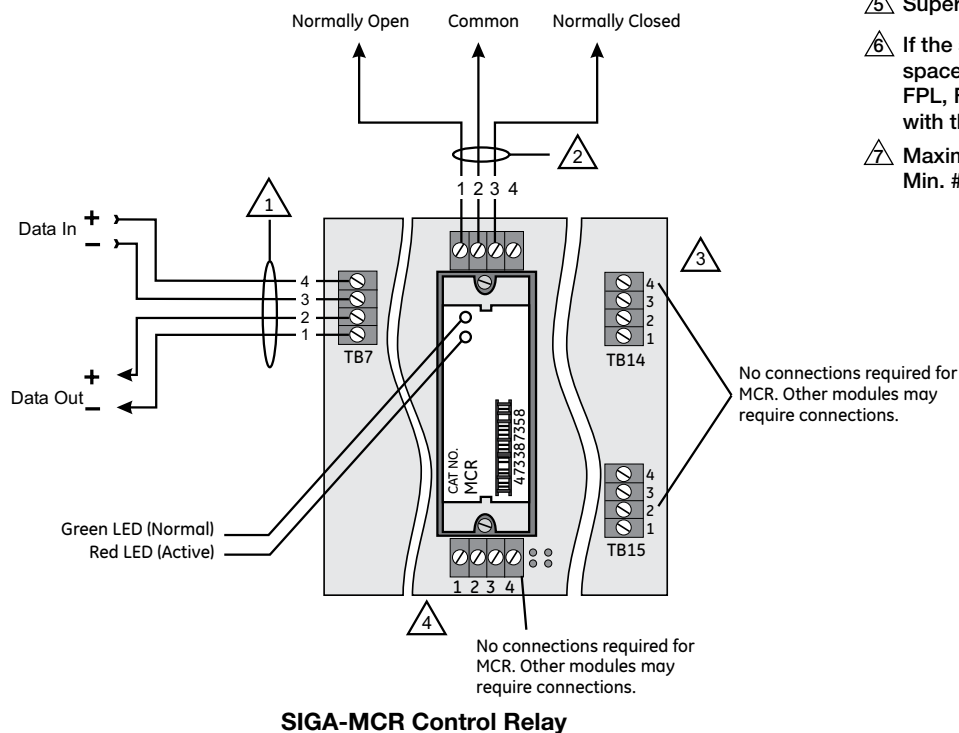 Normally Open Common Normally Closed
5 Super
6 If the
space
FPL, F
with th
7 Maxin
Min. #
2
1 2 3 4
1
Data In + −
3
4
3
2
1
TB7
4
3
2
1
TB14
Data Out + −
No connections required for
MCR. Other modules may
require connections.
CAT NO.
MCR
473387358
4
3
2
1
TB15
Green LED (Normal)
Red LED (Active)
1 2 3 4
4
No connections required for
MCR. Other modules may
require connections.
SIGA-MCR Control Relay